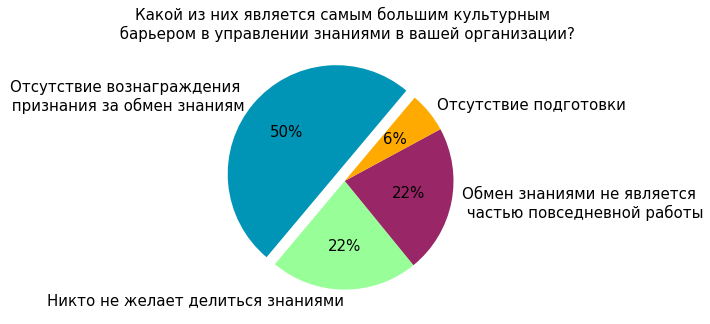 Какой из них является самым большим культурным
барьером в управлении знаниями в вашей организации?
Отсутствие вознаграждения
признания за обмен знаниям
50%
Отсутствие подготовки
6%
Обмен знаниями не является
частью повседневной работы
22%
22%
Никто не желает делиться знаниями